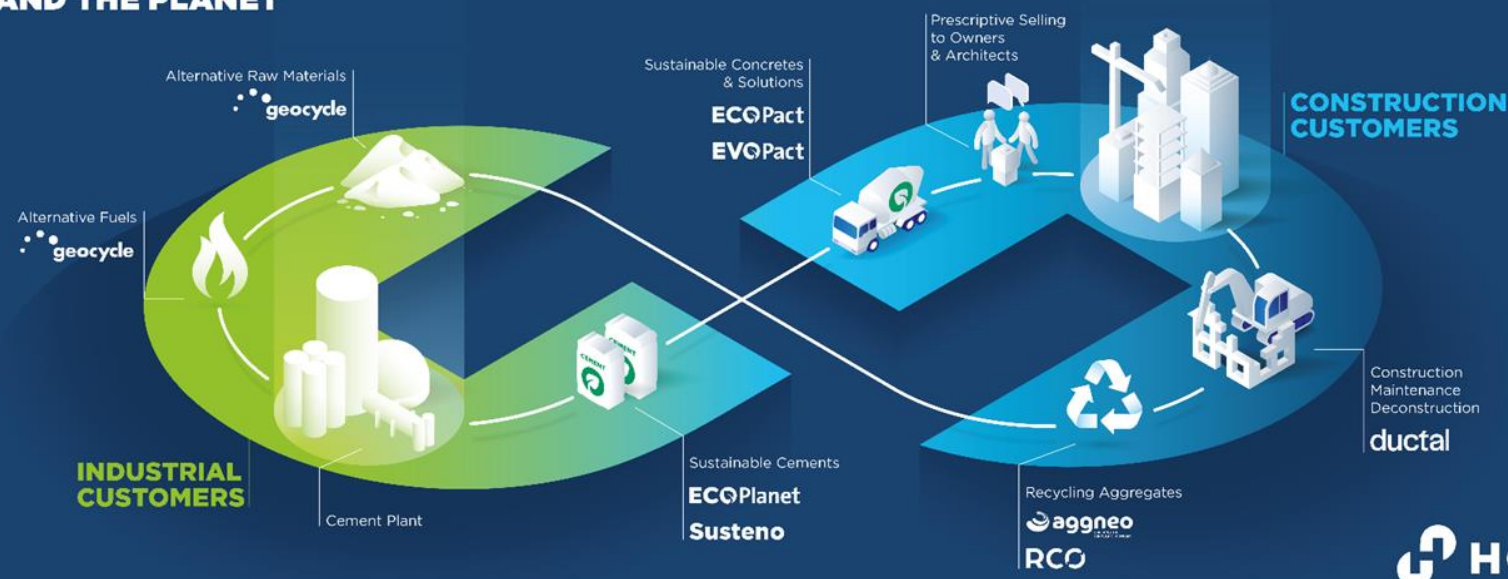 AND THE PLANET
Alternative Raw Materials
geocycle
Alternative Fuels
geocycle
INDUSTRIAL
CUSTOMERS
Cement Plant
CEMENT
CEMENT
Sustainable Cements
ECOPlanet
Susteno
Sustainable Concretes
& Solutions
ECOPact
EVOPact
Prescriptive Selling
to Owners
& Architects
CONSTRUCTION
CUSTOMERS
Construction
Maintenance
Deconstruction
ductal
Recycling Aggregates
aggneo
RCO